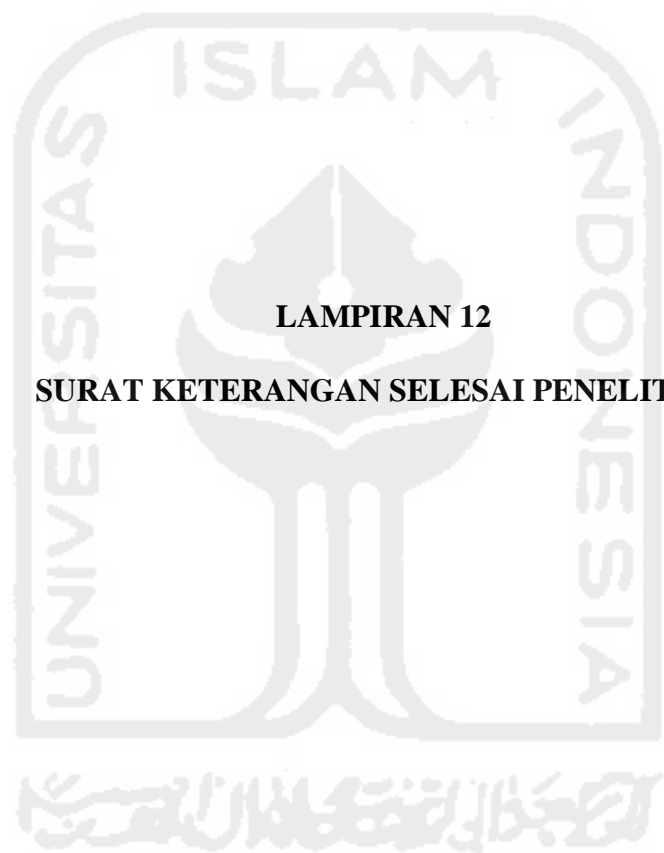 ISLAM
UNIVERSITAS
INDONESIA
LAMPIRAN 12
SURAT KETERANGAN SELESAI PENELIT